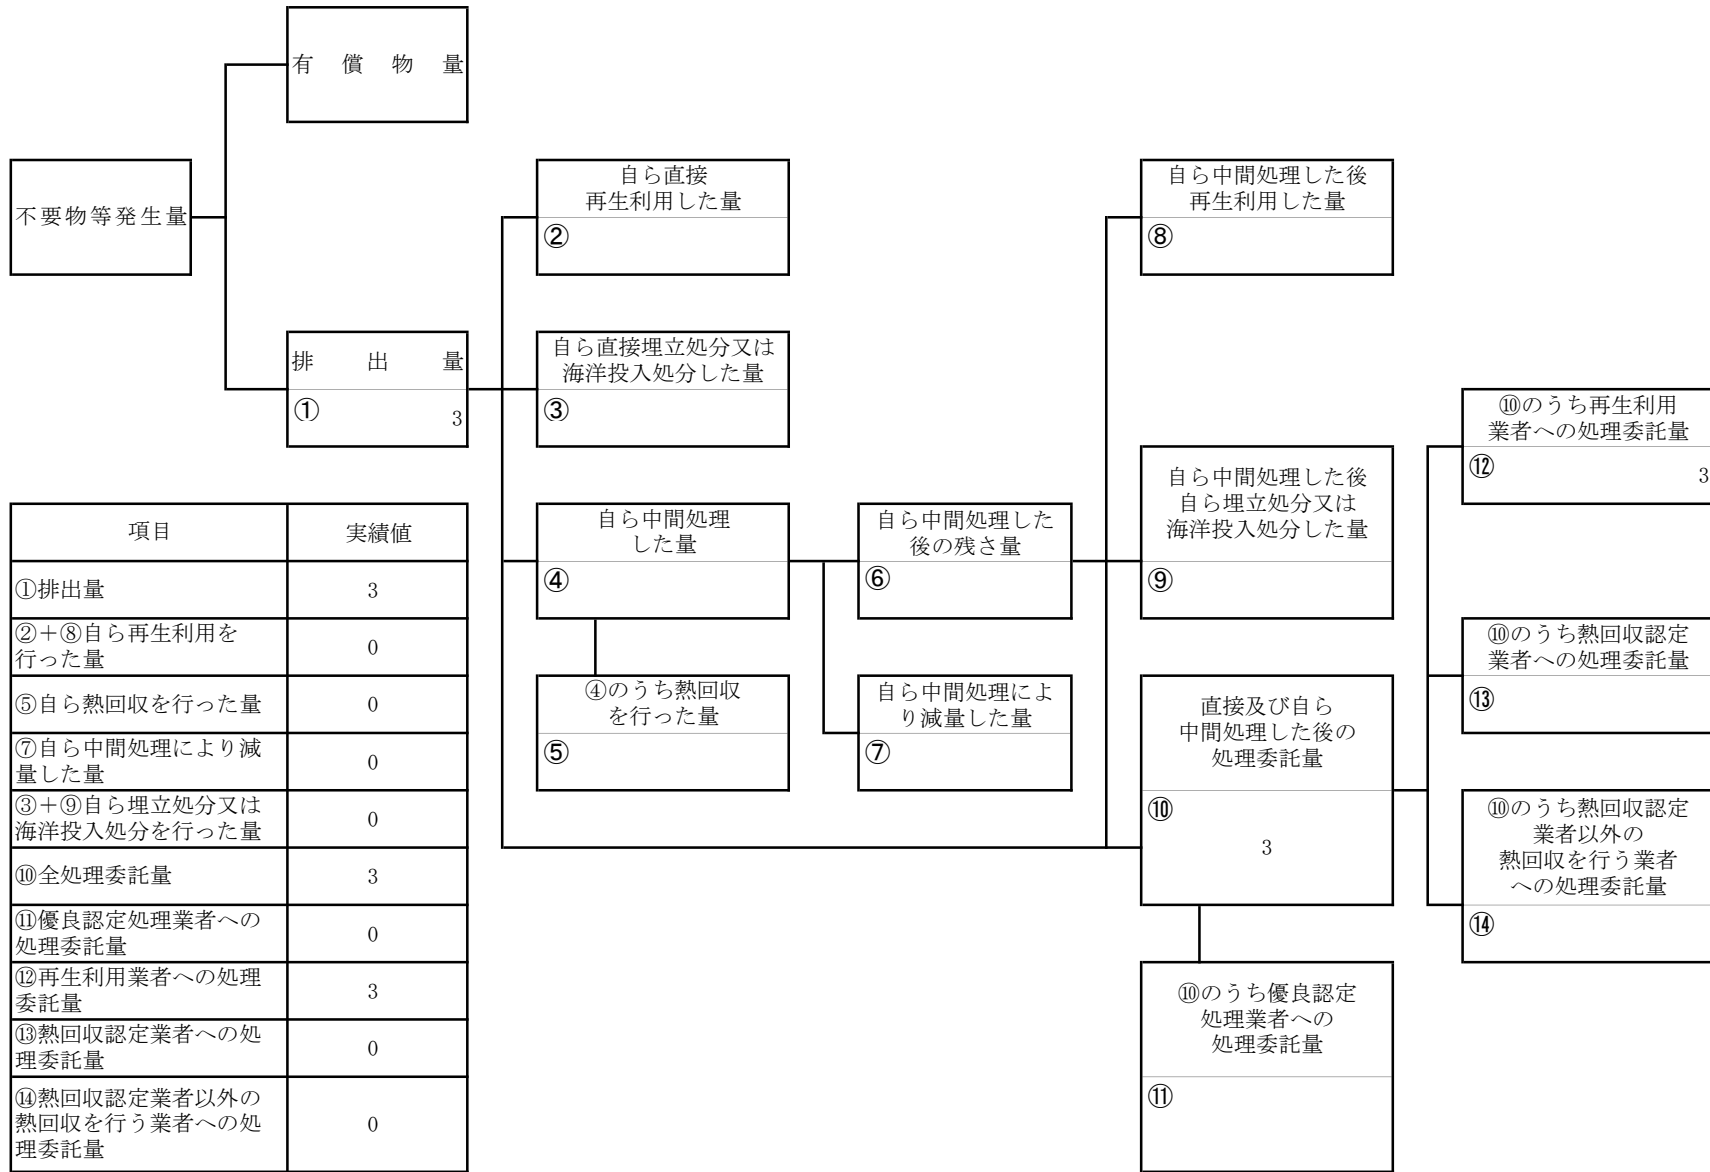 有償物量
不要物等発生量
排出量
①
3
自ら直接
再生利用した量
②
自ら直接埋立処分又は
海洋投入処分した量
③
自ら中間処理
した量
④
④のうち熱回収
を行った量
⑤
自ら中間処理した
後の残さ量
⑥
自ら中間処理によ
り減量した量
⑦
自ら中間処理した後
再生利用した量
⑧
自ら中間処理した後
自ら埋立処分又は
海洋投入処分した量
⑨
直接及び自ら
中間処理した後の
処理委託量
⑩
3
⑩のうち優良認定
処理業者への
処理委託量
⑪
⑩のうち再生利用
業者への処理委託量
⑫
3
⑩のうち熱回収認定
業者への処理委託量
⑬
⑩のうち熱回収認定
業者以外の
熱回収を行う業者
への処理委託量
⑭
項目 実績値
①排出量 3
②+⑧自ら再生利用を
行った量 0
⑤自ら熱回収を行った量 0
⑦自ら中間処理により減
量した量 0
③+⑨自ら埋立処分又は
海洋投入処分を行った量 0
⑩全処理委託量 3
⑪優良認定処理業者への
処理委託量 0
⑫再生利用業者への処理
委託量 3
⑬熱回収認定業者への処
理委託量 0
⑭熱回収認定業者以外の
熱回収を行う業者への処
理委託量 0